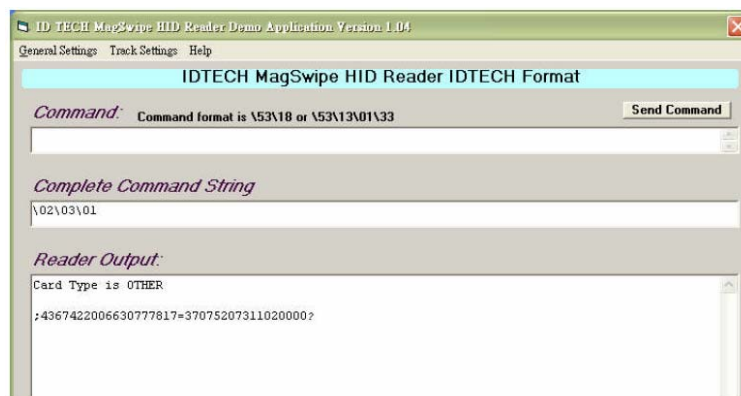 ID TECH MagSwipe HID Reader Demo Application Version 1.04
General Settings Track Settings Help
IDTECH MagSwipe HID Reader IDTECH Format
Command: Command format is \53\18 or \53\13\01\33 Send Command
Complete Command String
\02\03\01
Reader Output:
Card Type is OTHER
;4367422006630777817=37075207311020000?